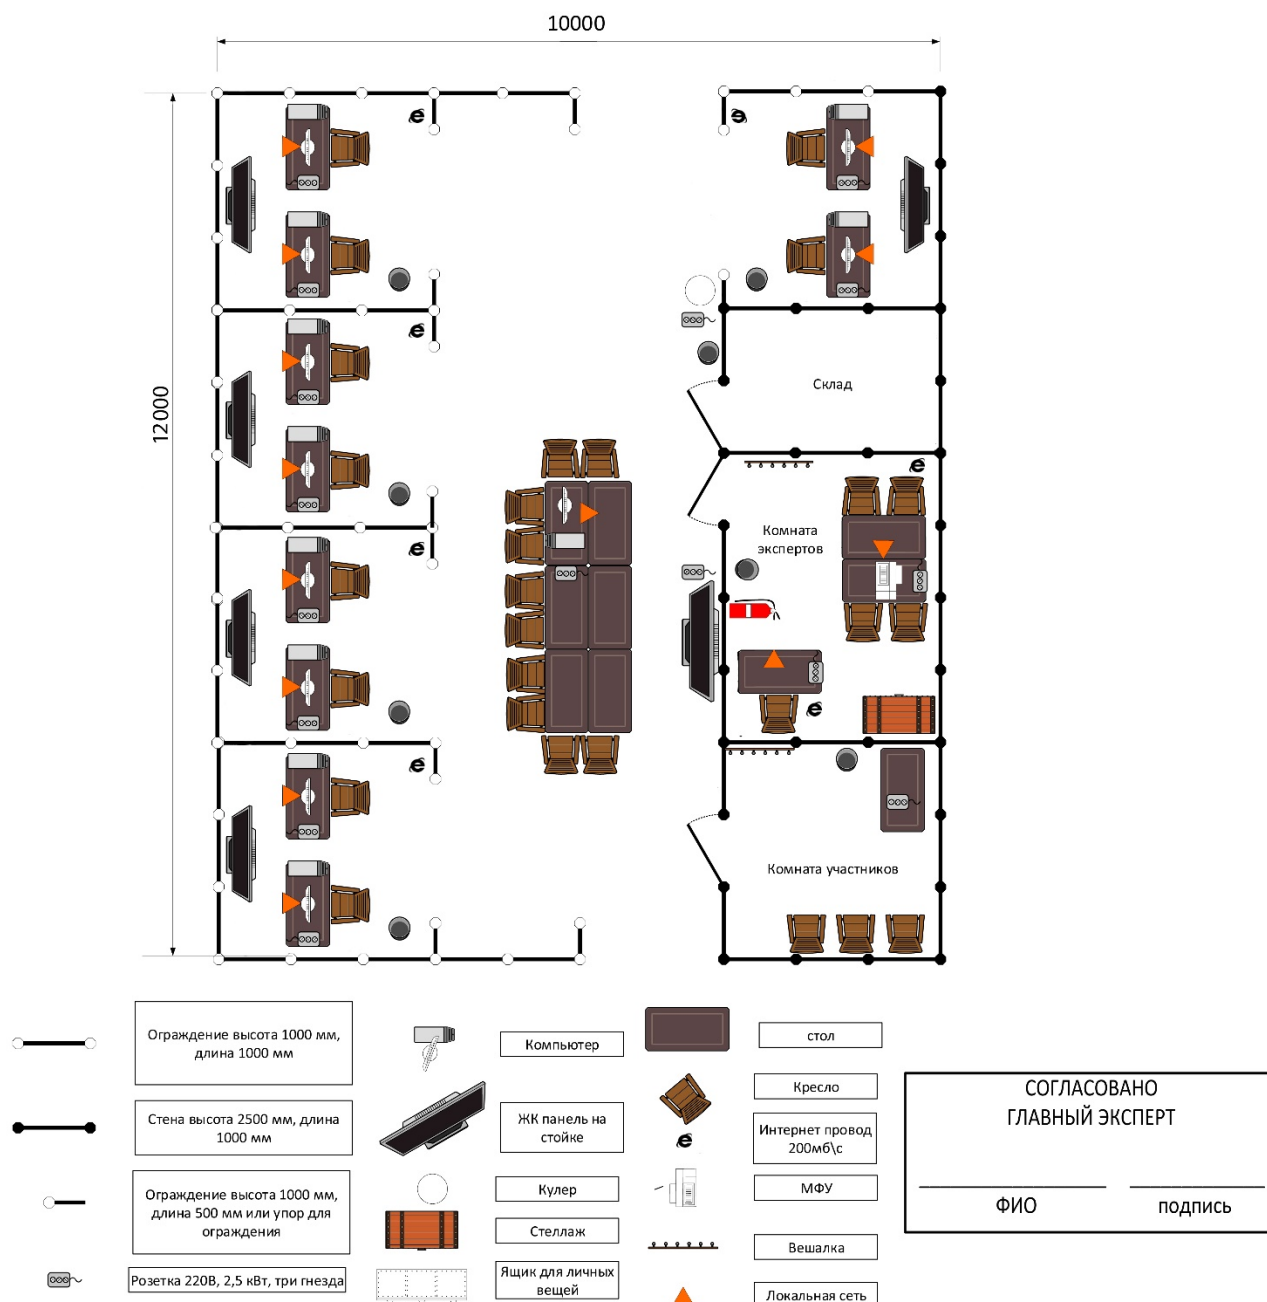 10000
12000
Склад
Комната
экспертов
Комната участников
Ограждение высота 1000 мм,
длина 1000 мм
Стена высота 2500 мм, длина
1000 мм
Ограждение высота 1000 мм,
длина 500 мм или упор для
ограждения
Розетка 220В, 2,5 кВт, три гнезда
Компьютер
ЖК панель на
стойке
Кулер
Стеллаж
Ящик для личных
вещей
стол
Кресло
Интернет провод
200мб\с
МФУ
Вешалка
Локальная сеть
СОГЛАСОВАНО
ГЛАВНЫЙ ЭКСПЕРТ
ФИО
подпись